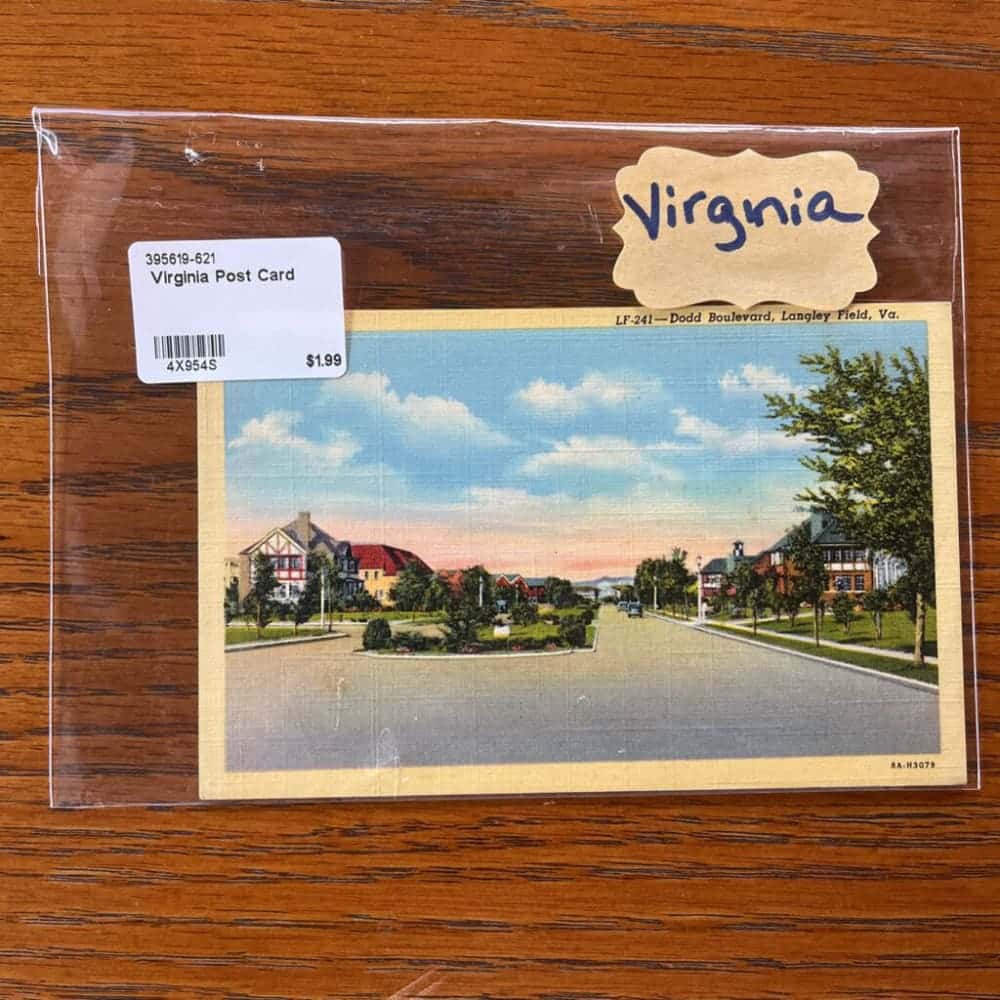 Virgnia
395619-621
Virginia Post Card
4X954S
$1.99
LF-241—Dodd Boulevard, Langley Field, Va.
8A-H3079